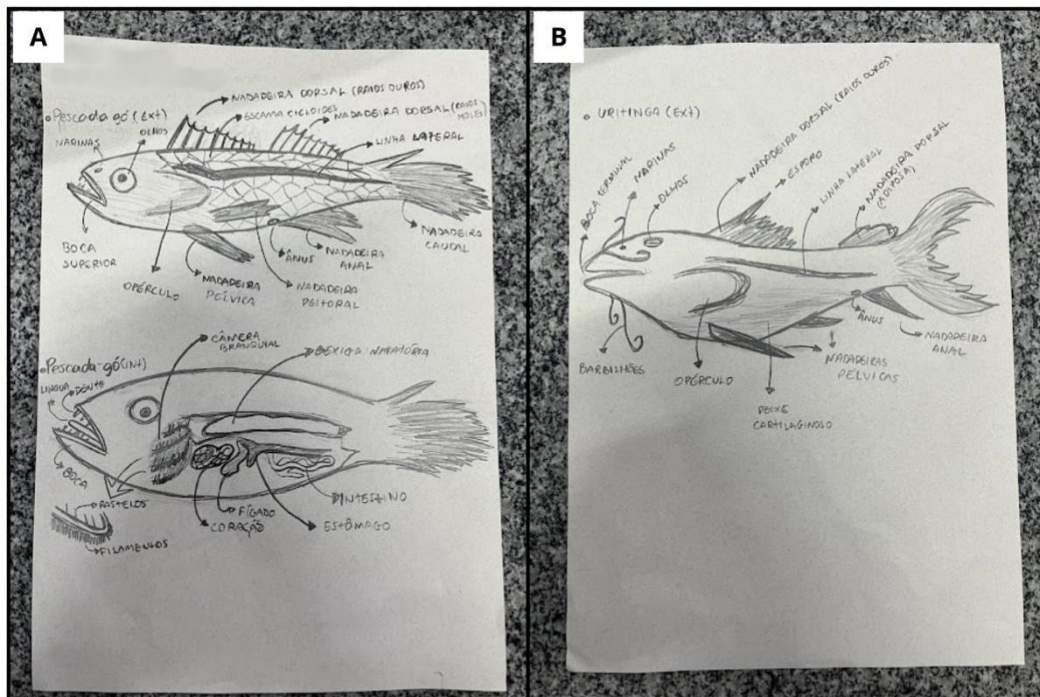 A
Pescada gó (Ext)
NARINAS
OLHOS
NADADEIRA DORSAL (RAIOS DUROS)
ESCAMA CICLOIDES
NADADEIRA DORSAL (RAIOS
MOLES)
LINHA LATERAL
BOCA
SUPERIOR
OPÉRCULO
NADADEIRA
PÉLVICA
ÂNUS
NADADEIRA
ANAL
NADADEIRA
PEITORAL
NADADEIRA
CAUDAL
CÂMERA
BRANQUIAL
BEXIGA NATATÓRIA
Pescada-gó (int)
LINGUA
DENTE
BOCA
RASTELOS
FILAMENTOS
CORAÇÃO
FÍGADO
ESTÔMAGO
INTESTINO
B
URITINGA (Ext)
BOCA TERMINAL
NARINAS
OLHOS
NADADEIRA DORSAL (RAIOS DUROS)
LINHA LATERAL
NADADEIRA DORSAL
(ADIPOSA)
BARBILHÕES
OPÉRCULO
PEIXE
CARTILAGINOSO
NADADEIRAS
PÉLVICAS
ÂNUS
NADADEIRA
ANAL